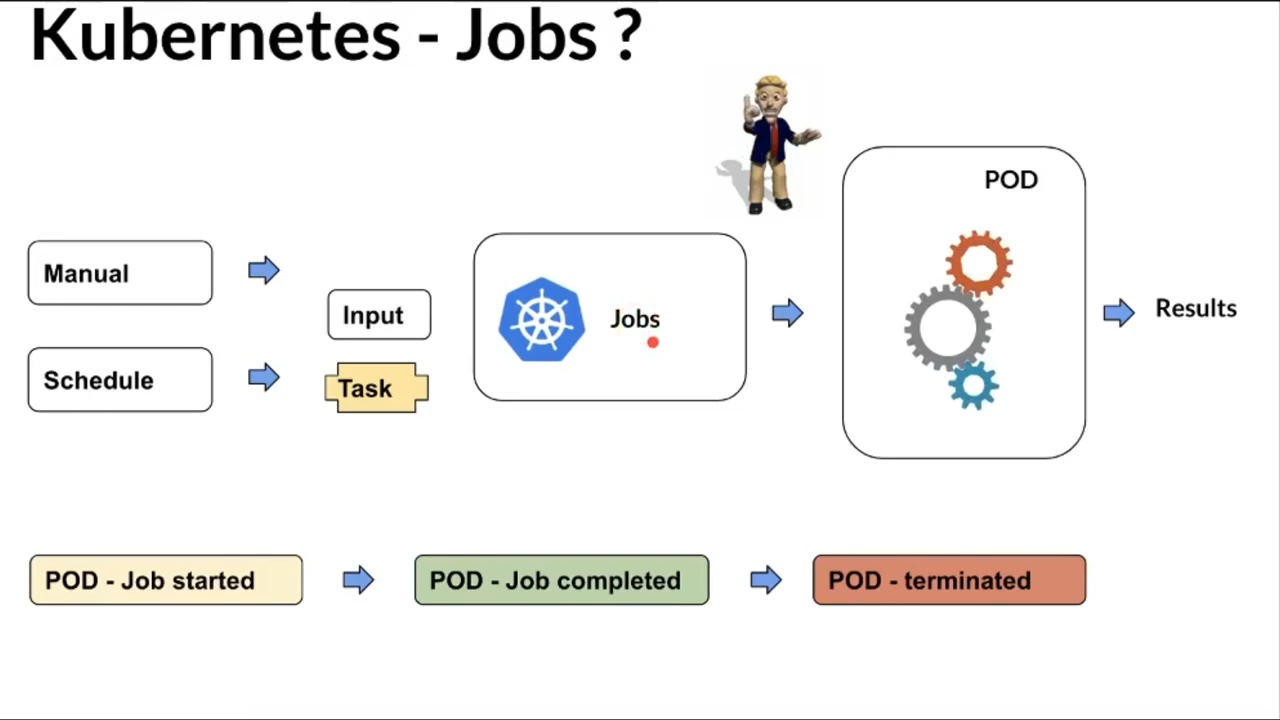 Kubernetes - Jobs ?
POD
Manual
Input
Jobs
Results
Schedule
Task
POD - Job started
POD - Job completed
POD - terminated